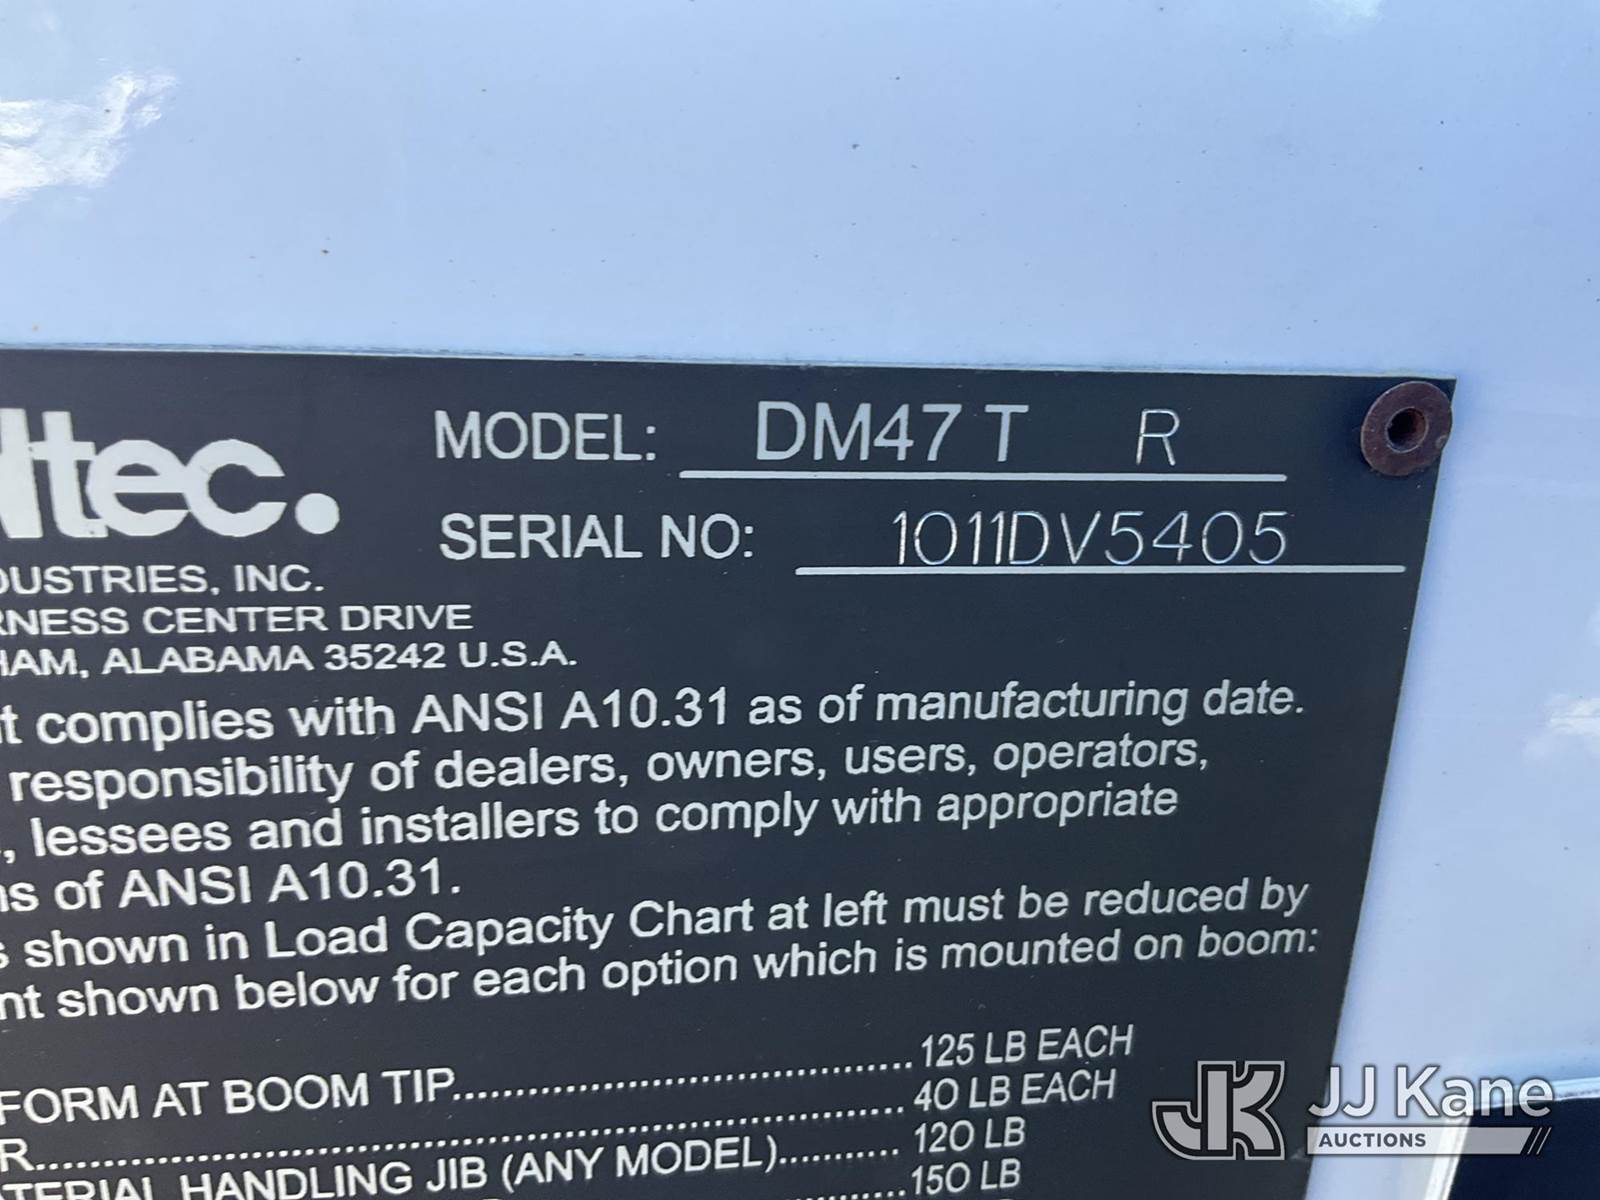 ltec.
MODEL: DM47 T R
SERIAL NO: 1011DV5405
DUSTRIES, INC.
RNESS CENTER DRIVE
HAM, ALABAMA 35242 U.S.A.
t complies with ANSI A10.31 as of manufacturing date.
responsibility of dealers, owners, users, operators,
, lessees and installers to comply with appropriate
ns of ANSI A10.31.
s shown in Load Capacity Chart at left must be reduced by
nt shown below for each option which is mounted on boom:
FORM AT BOOM TIP..........125 LB EACH
R..........40 LB EACH
TERIAL HANDLING JIB (ANY MODEL)..........120 LB
..........150 LB
JK JJ Kane
AUCTIONS